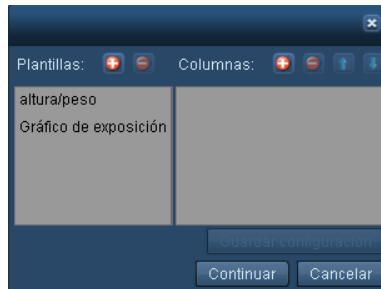 Plantillas: Columnas:
altura/peso
Gráfico de exposición
Guardar configuración
Continuar Cancelar